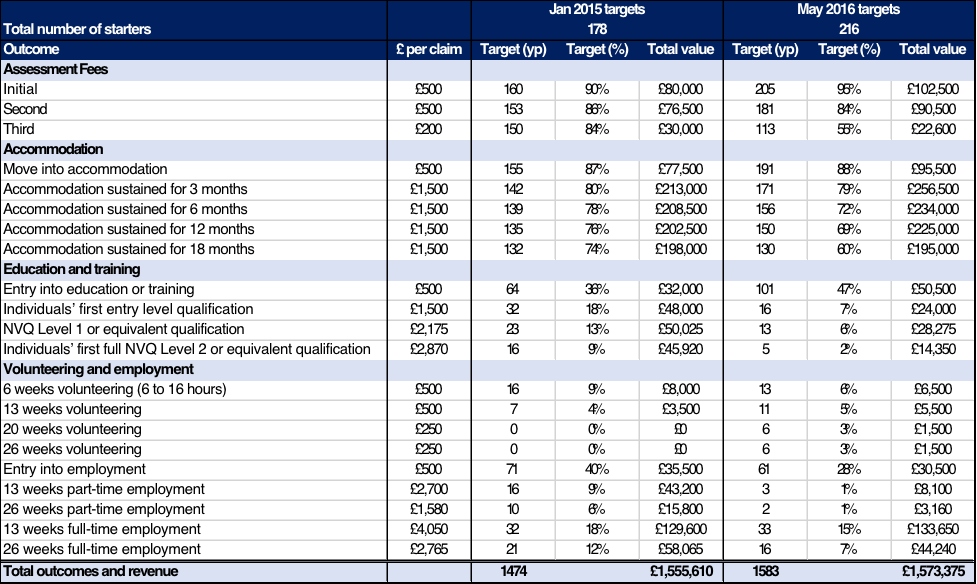 Jan 2015 targets May 2016 targets
Total number of starters 178 216
Outcome £ per claim Target (yp) Target (%) Total value Target (yp) Target (%) Total value
Assessment Fees
Initial £500 160 90% £80,000 205 95% £102,500
Second £500 153 86% £76,500 181 84% £90,500
Third £200 150 84% £30,000 113 55% £22,600
Accommodation
Move into accommodation £500 155 87% £77,500 191 88% £95,500
Accommodation sustained for 3 months £1,500 142 80% £213,000 171 79% £256,500
Accommodation sustained for 6 months £1,500 139 78% £208,500 156 72% £234,000
Accommodation sustained for 12 months £1,500 135 76% £202,500 150 69% £225,000
Accommodation sustained for 18 months £1,500 132 74% £198,000 130 60% £195,000
Education and training
Entry into education or training £500 64 36% £32,000 101 47% £50,500
Individuals’ first entry level qualification £1,500 32 18% £48,000 16 7% £24,000
NVQ Level 1 or equivalent qualification £2,175 23 13% £50,025 13 6% £28,275
Individuals’ first full NVQ Level 2 or equivalent qualification £2,870 16 9% £45,920 5 2% £14,350
Volunteering and employment
6 weeks volunteering (6 to 16 hours) £500 16 9% £8,000 13 6% £6,500
13 weeks volunteering £500 7 4% £3,500 11 5% £5,500
20 weeks volunteering £250 0 0% £0 6 3% £1,500
26 weeks volunteering £250 0 0% £0 6 3% £1,500
Entry into employment £500 71 40% £35,500 61 28% £30,500
13 weeks part-time employment £2,700 16 9% £43,200 3 1% £8,100
26 weeks part-time employment £1,580 10 6% £15,800 2 1% £3,160
13 weeks full-time employment £4,050 32 18% £129,600 33 15% £133,650
26 weeks full-time employment £2,765 21 12% £58,065 16 7% £44,240
Total outcomes and revenue 1474 £1,555,610 1583 £1,573,375